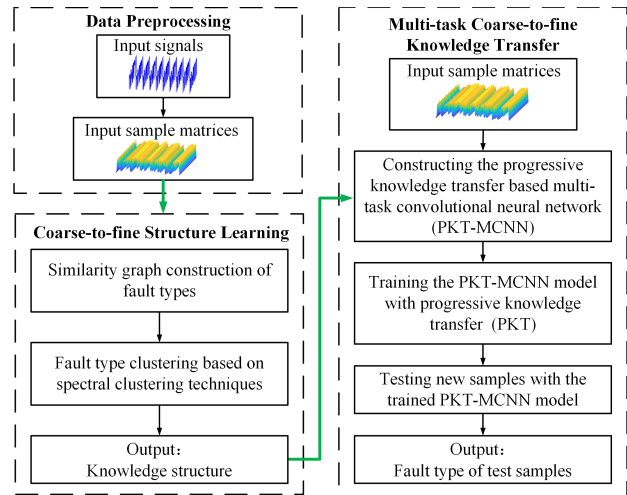 Data Preprocessing
Input signals
Input sample matrices
Coarse-to-fine Structure Learning
Similarity graph construction of
fault types
Fault type clustering based on
spectral clustering techniques
Output:
Knowledge structure
Multi-task Coarse-to-fine
Knowledge Transfer
Input sample matrices
Constructing the progressive
knowledge transfer based multi-
task convolutional neural network
(PKT-MCNN)
Training the PKT-MCNN model
with progressive knowledge
transfer (PKT)
Testing new samples with the
trained PKT-MCNN model
Output:
Fault type of test samples